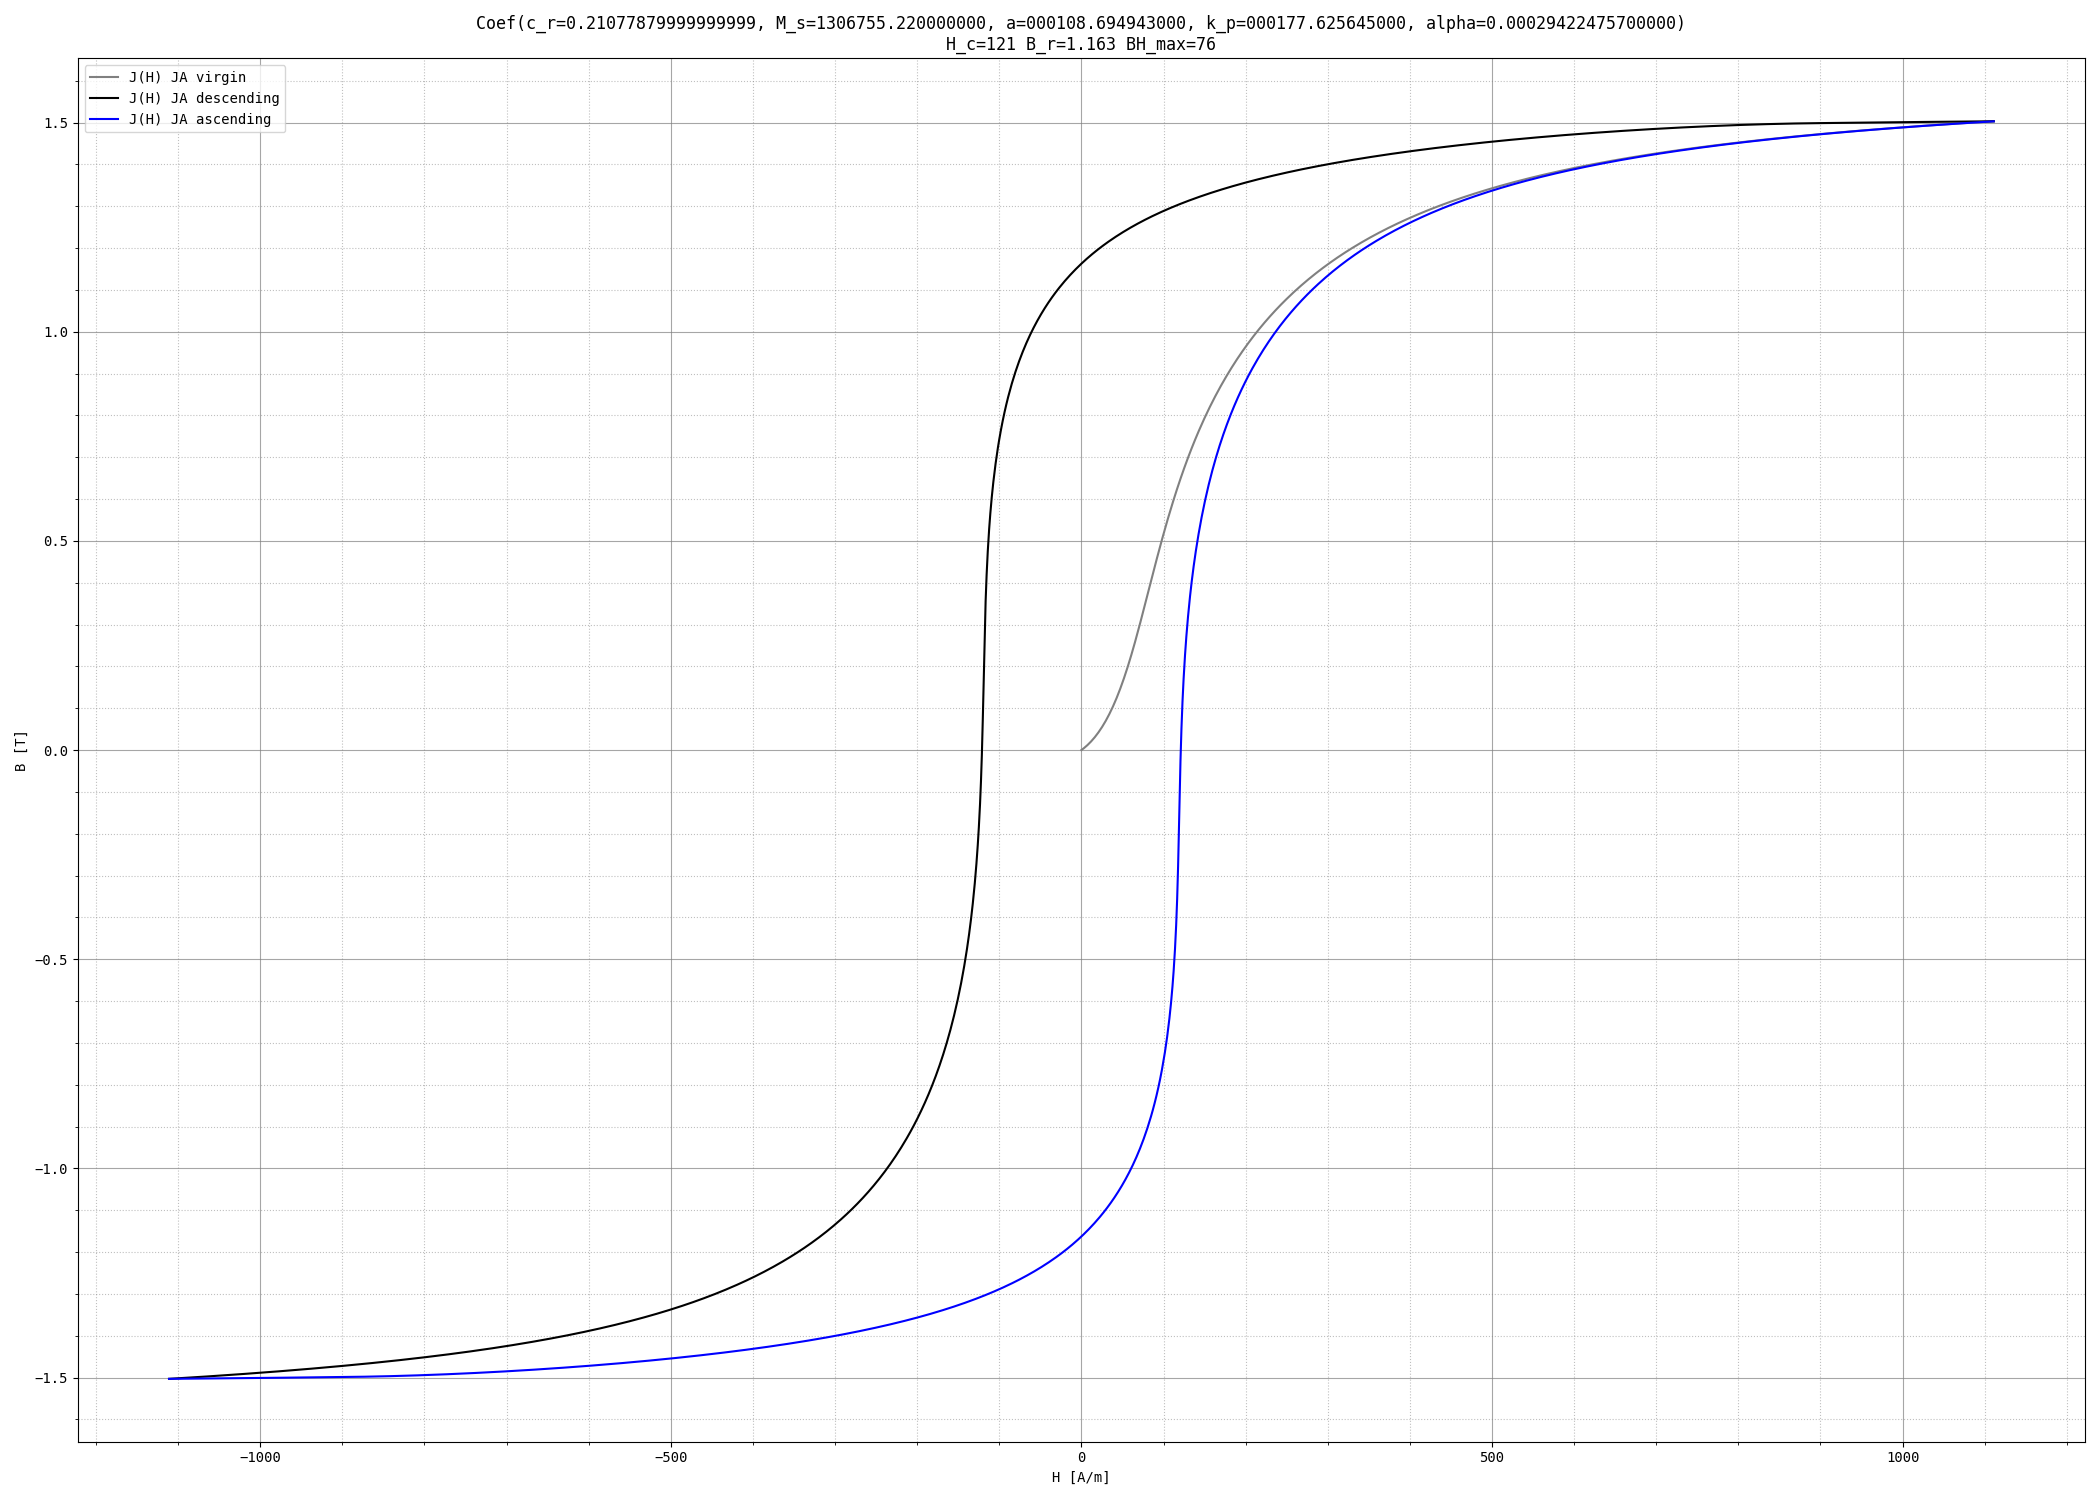 Coef(c_r=0.21077879999999999, M_s=1306755.220000000, a=000108.694943000, k_p=000177.625645000, alpha=0.00029422475700000)
H_c=121 B_r=1.163 BH_max=76
J(H) JA virgin
J(H) JA descending
J(H) JA ascending
1.5
1.0
0.5
0.0
−0.5
−1.0
−1.5
B [T]
−1000
−500
0
500
1000
H [A/m]